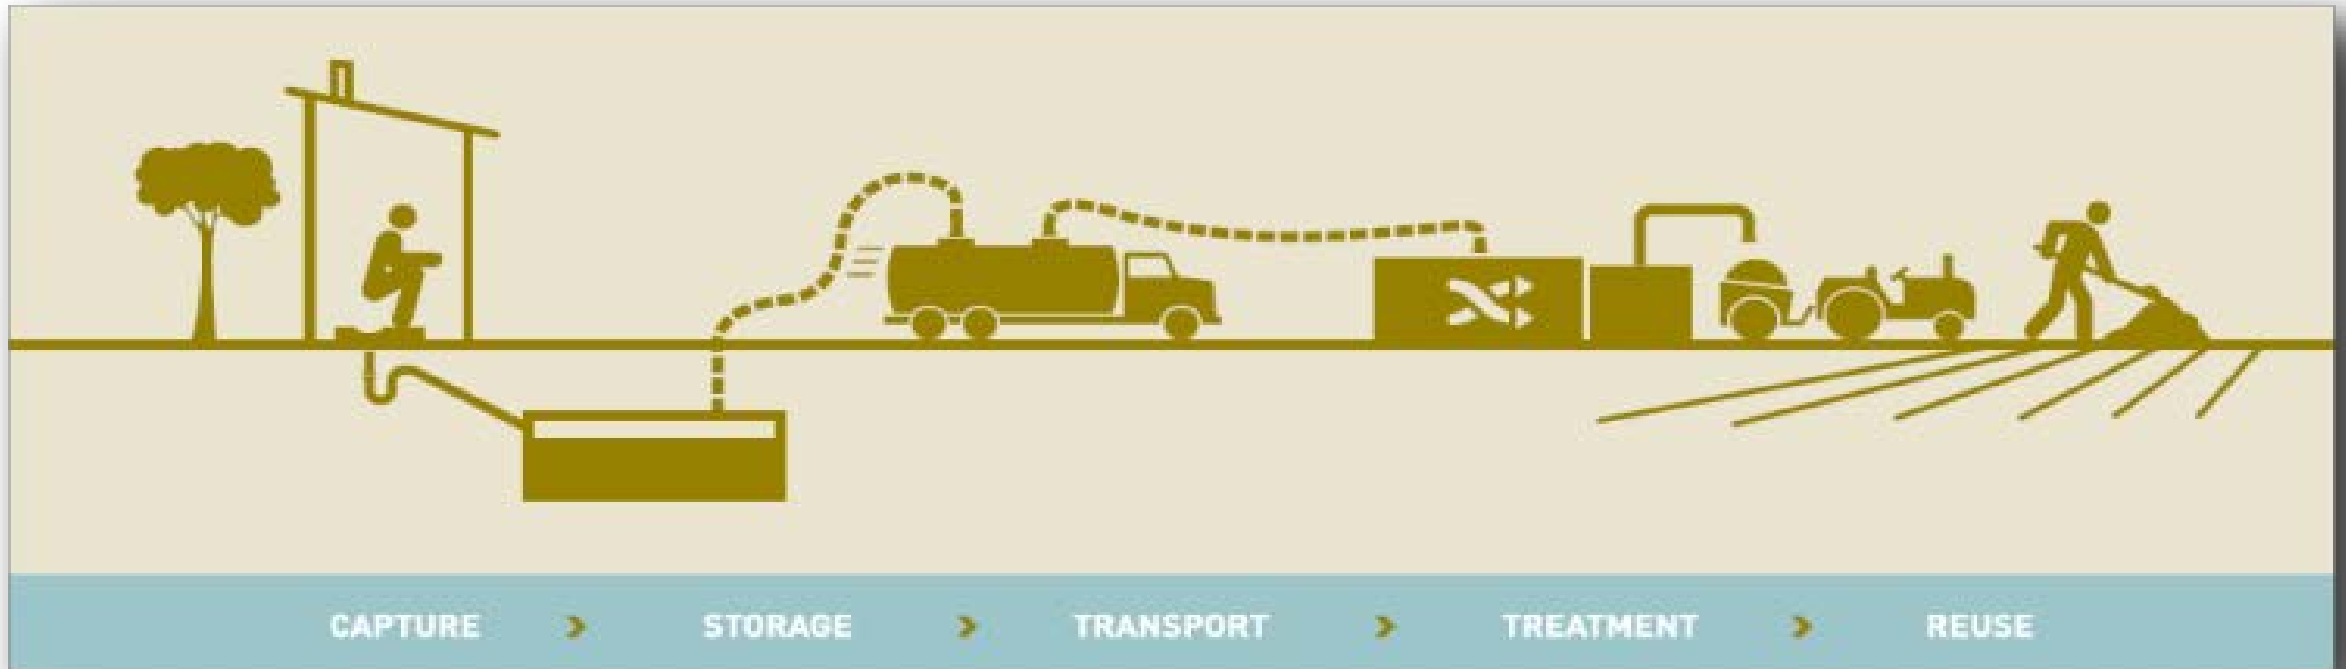 CAPTURE > STORAGE > TRANSPORT > TREATMENT > REUSE